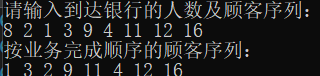 请输入到达银行的人数及顾客序列：
8 2 1 3 9 4 11 12 16
按业务完成顺序的顾客序列：
1 3 2 9 11 4 12 16